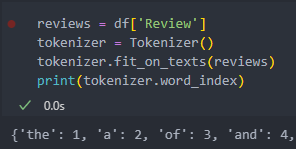 reviews = df['Review']
tokenizer = Tokenizer()
tokenizer.fit_on_texts(reviews)
print(tokenizer.word_index)
0.0s
{'the': 1, 'a': 2, 'of': 3, 'and': 4,